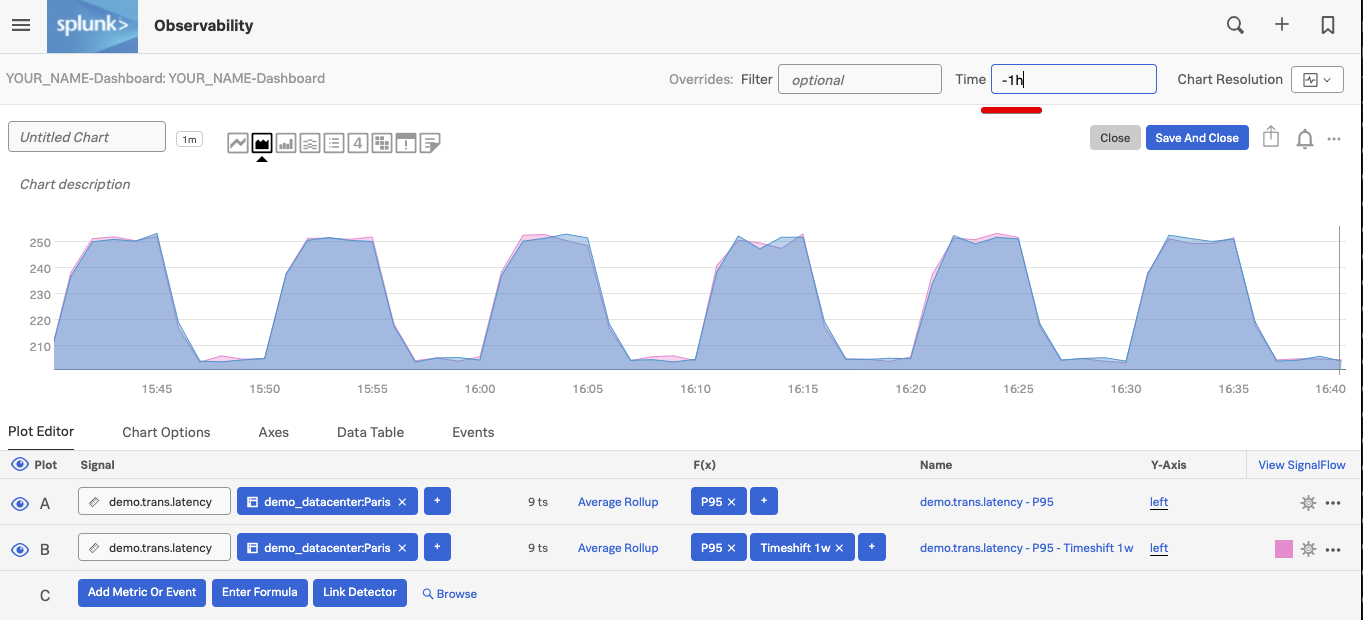 splunk> Observability
YOUR_NAME-Dashboard: YOUR_NAME-Dashboard Overrides: Filter optional Time -1h Chart Resolution
Untitled Chart 1m 4 Close Save And Close
Chart description
250
240
230
220
210
15:45 15:50 15:55 16:00 16:05 16:10 16:15 16:20 16:25 16:30 16:35 16:40
Plot Editor Chart Options Axes Data Table Events
Plot Signal F(x) Name Y-Axis View SignalFlow
A demo.trans.latency demo_datacenter:Paris × + 9 ts Average Rollup P95 × + demo.trans.latency - P95 left
B demo.trans.latency demo_datacenter:Paris × + 9 ts Average Rollup P95 × Timeshift 1w × + demo.trans.latency - P95 - Timeshift 1w left
C Add Metric Or Event Enter Formula Link Detector Browse